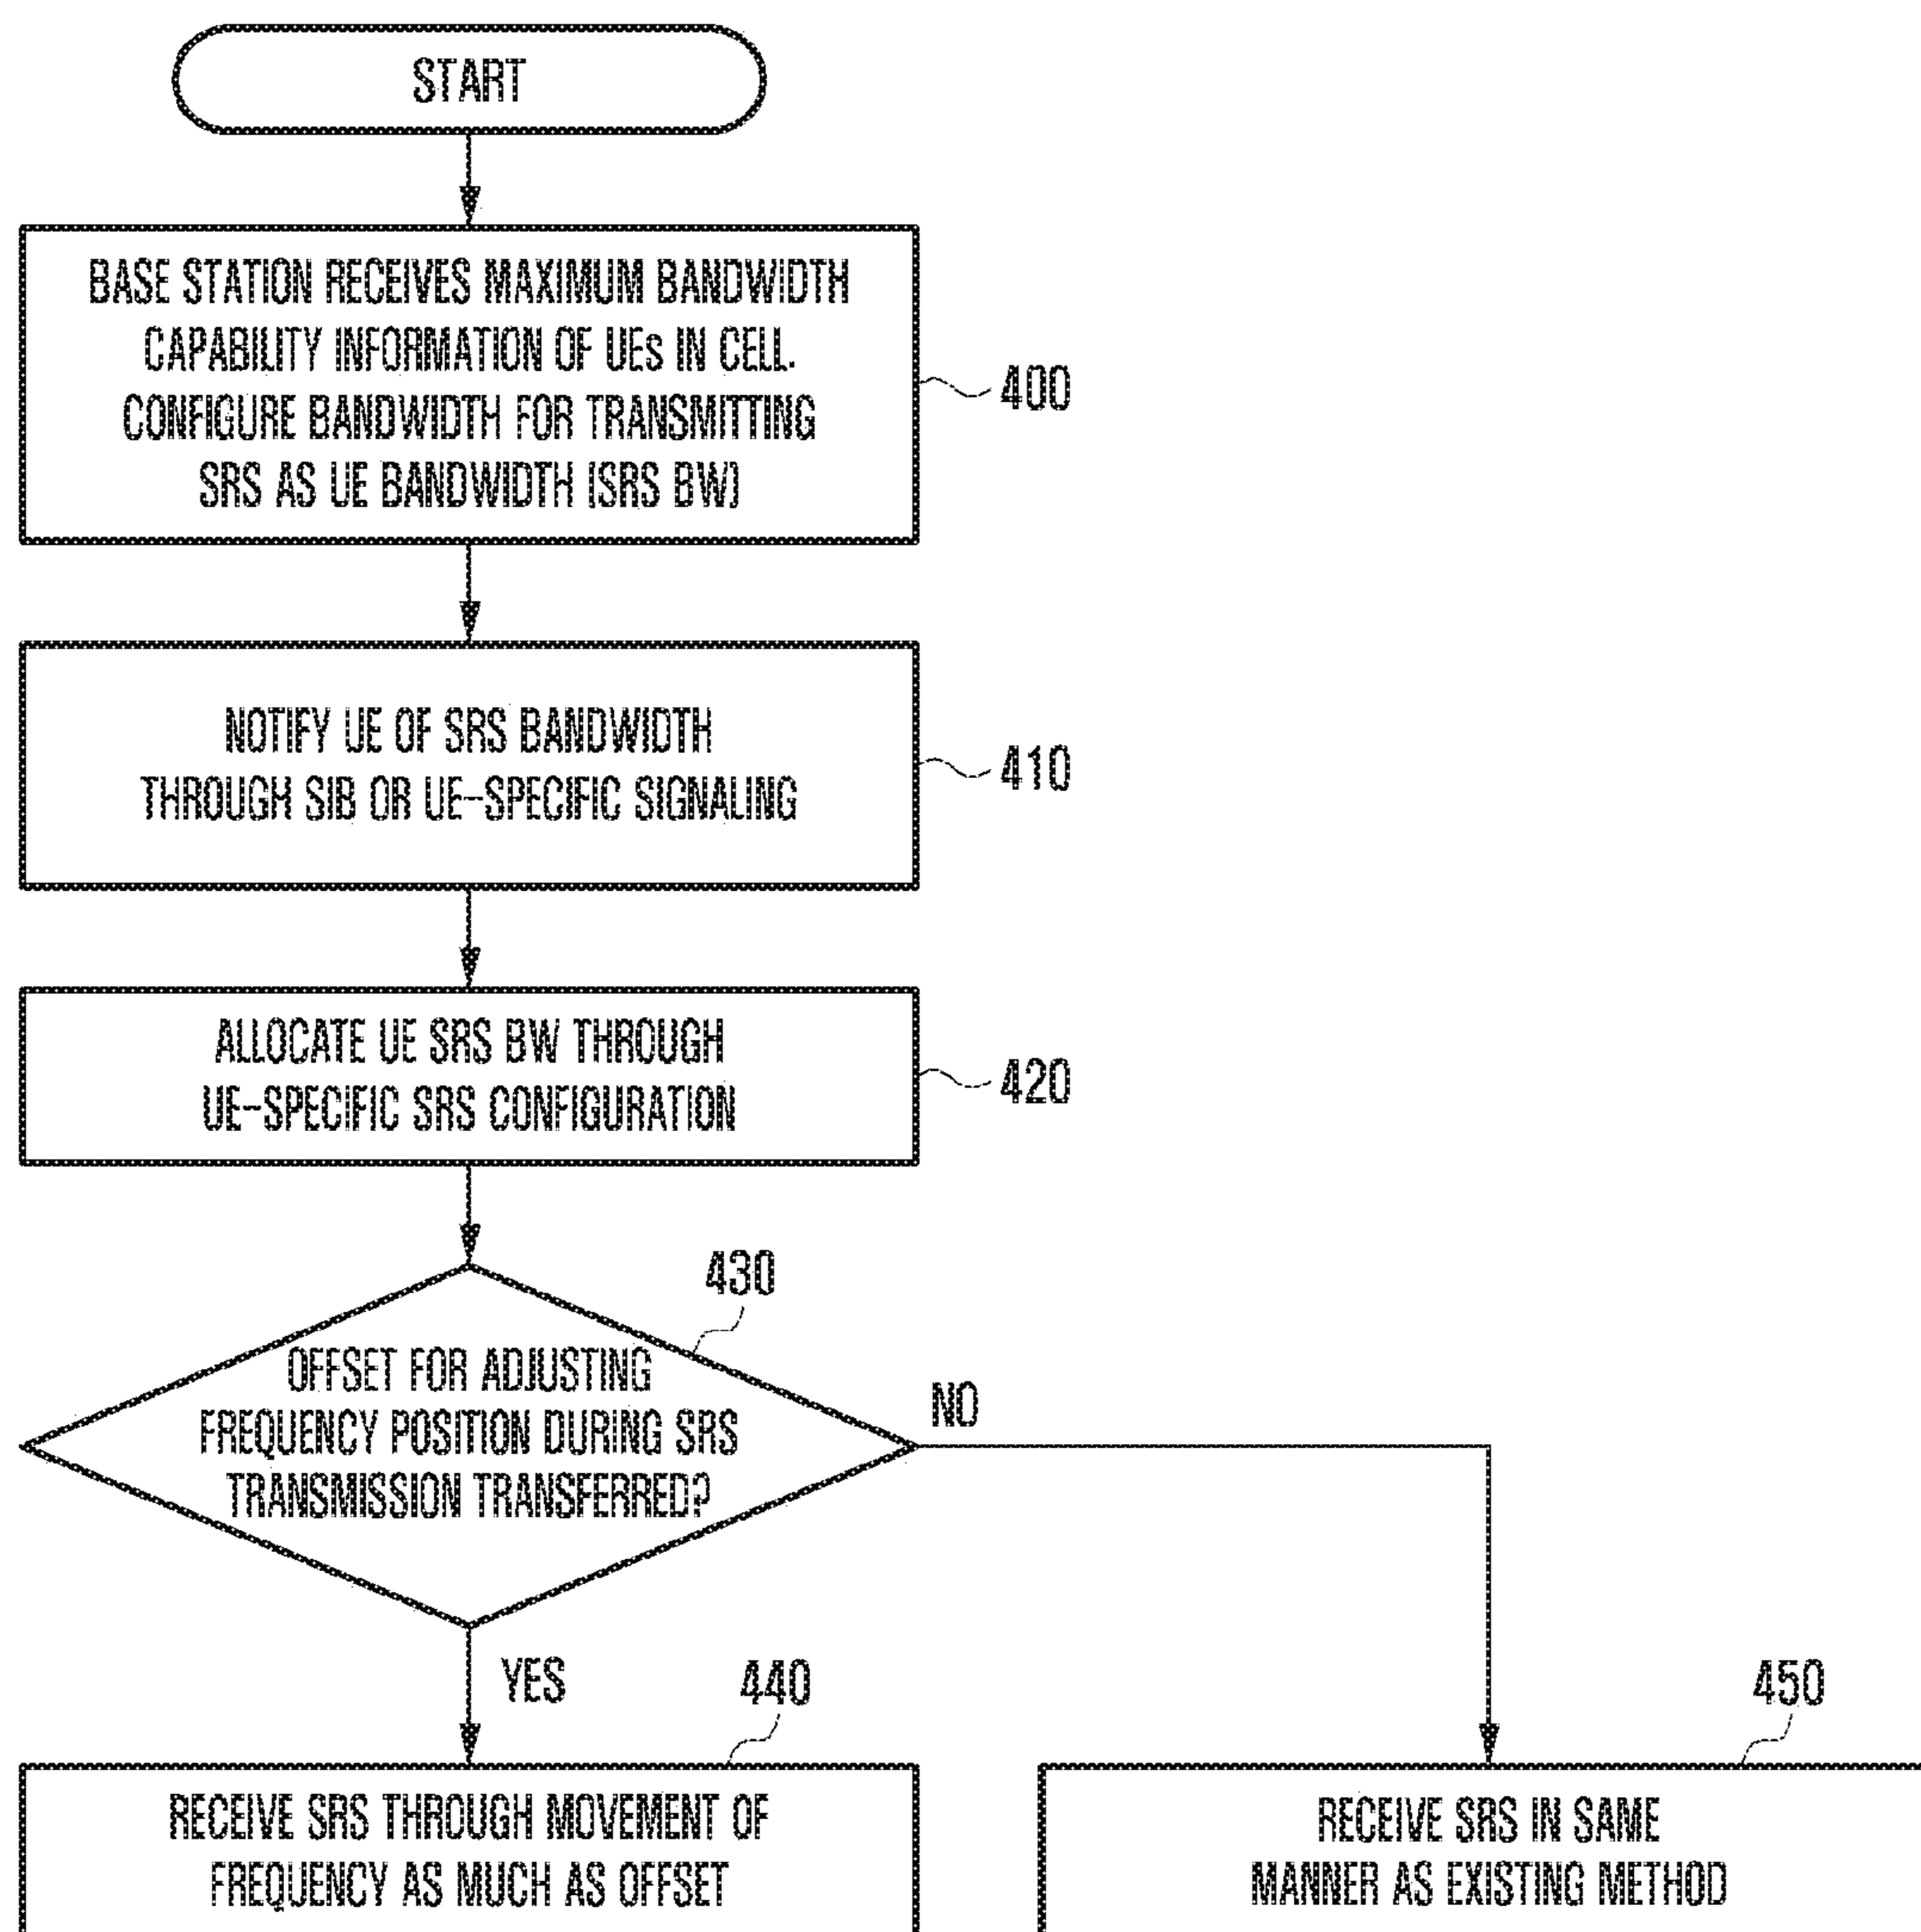 START
BASE STATION RECEIVES MAXIMUM BANDWIDTH
CAPABILITY INFORMATION OF UEs IN CELL.
CONFIGURE BANDWIDTH FOR TRANSMITTING
SRS AS UE BANDWIDTH (SRS BW)
400
NOTIFY UE OF SRS BANDWIDTH
THROUGH SIB OR UE-SPECIFIC SIGNALING
410
ALLOCATE UE SRS BW THROUGH
UE-SPECIFIC SRS CONFIGURATION
420
430
OFFSET FOR ADJUSTING
FREQUENCY POSITION DURING SRS
TRANSMISSION TRANSFERRED?
NO
YES
440
RECEIVE SRS THROUGH MOVEMENT OF
FREQUENCY AS MUCH AS OFFSET
450
RECEIVE SRS IN SAME
MANNER AS EXISTING METHOD